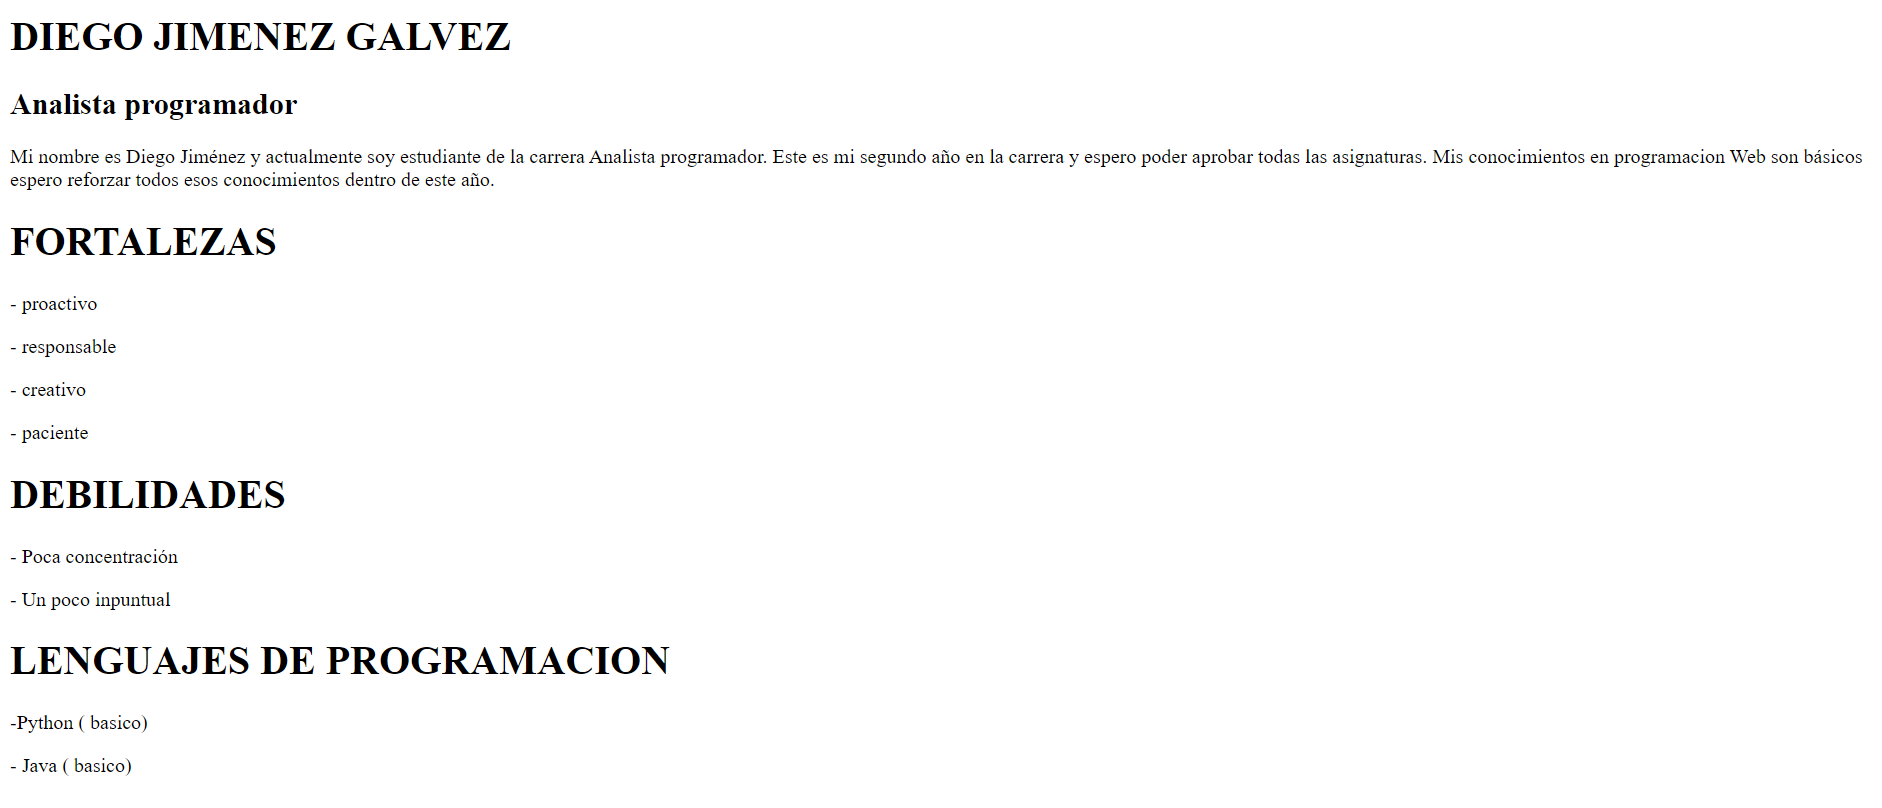 DIEGO JIMENEZ GALVEZ
Analista programador
Mi nombre es Diego Jiménez y actualmente soy estudiante de la carrera Analista programador. Este es mi segundo año en la carrera y espero poder aprobar todas las asignaturas. Mis conocimientos en programacion Web son básicos
espero reforzar todos esos conocimientos dentro de este año.
FORTALEZAS
- proactivo
- responsable
- creativo
- paciente
DEBILIDADES
- Poca concentración
- Un poco inpuntual
LENGUAJES DE PROGRAMACION
-Python ( basico)
- Java ( basico)